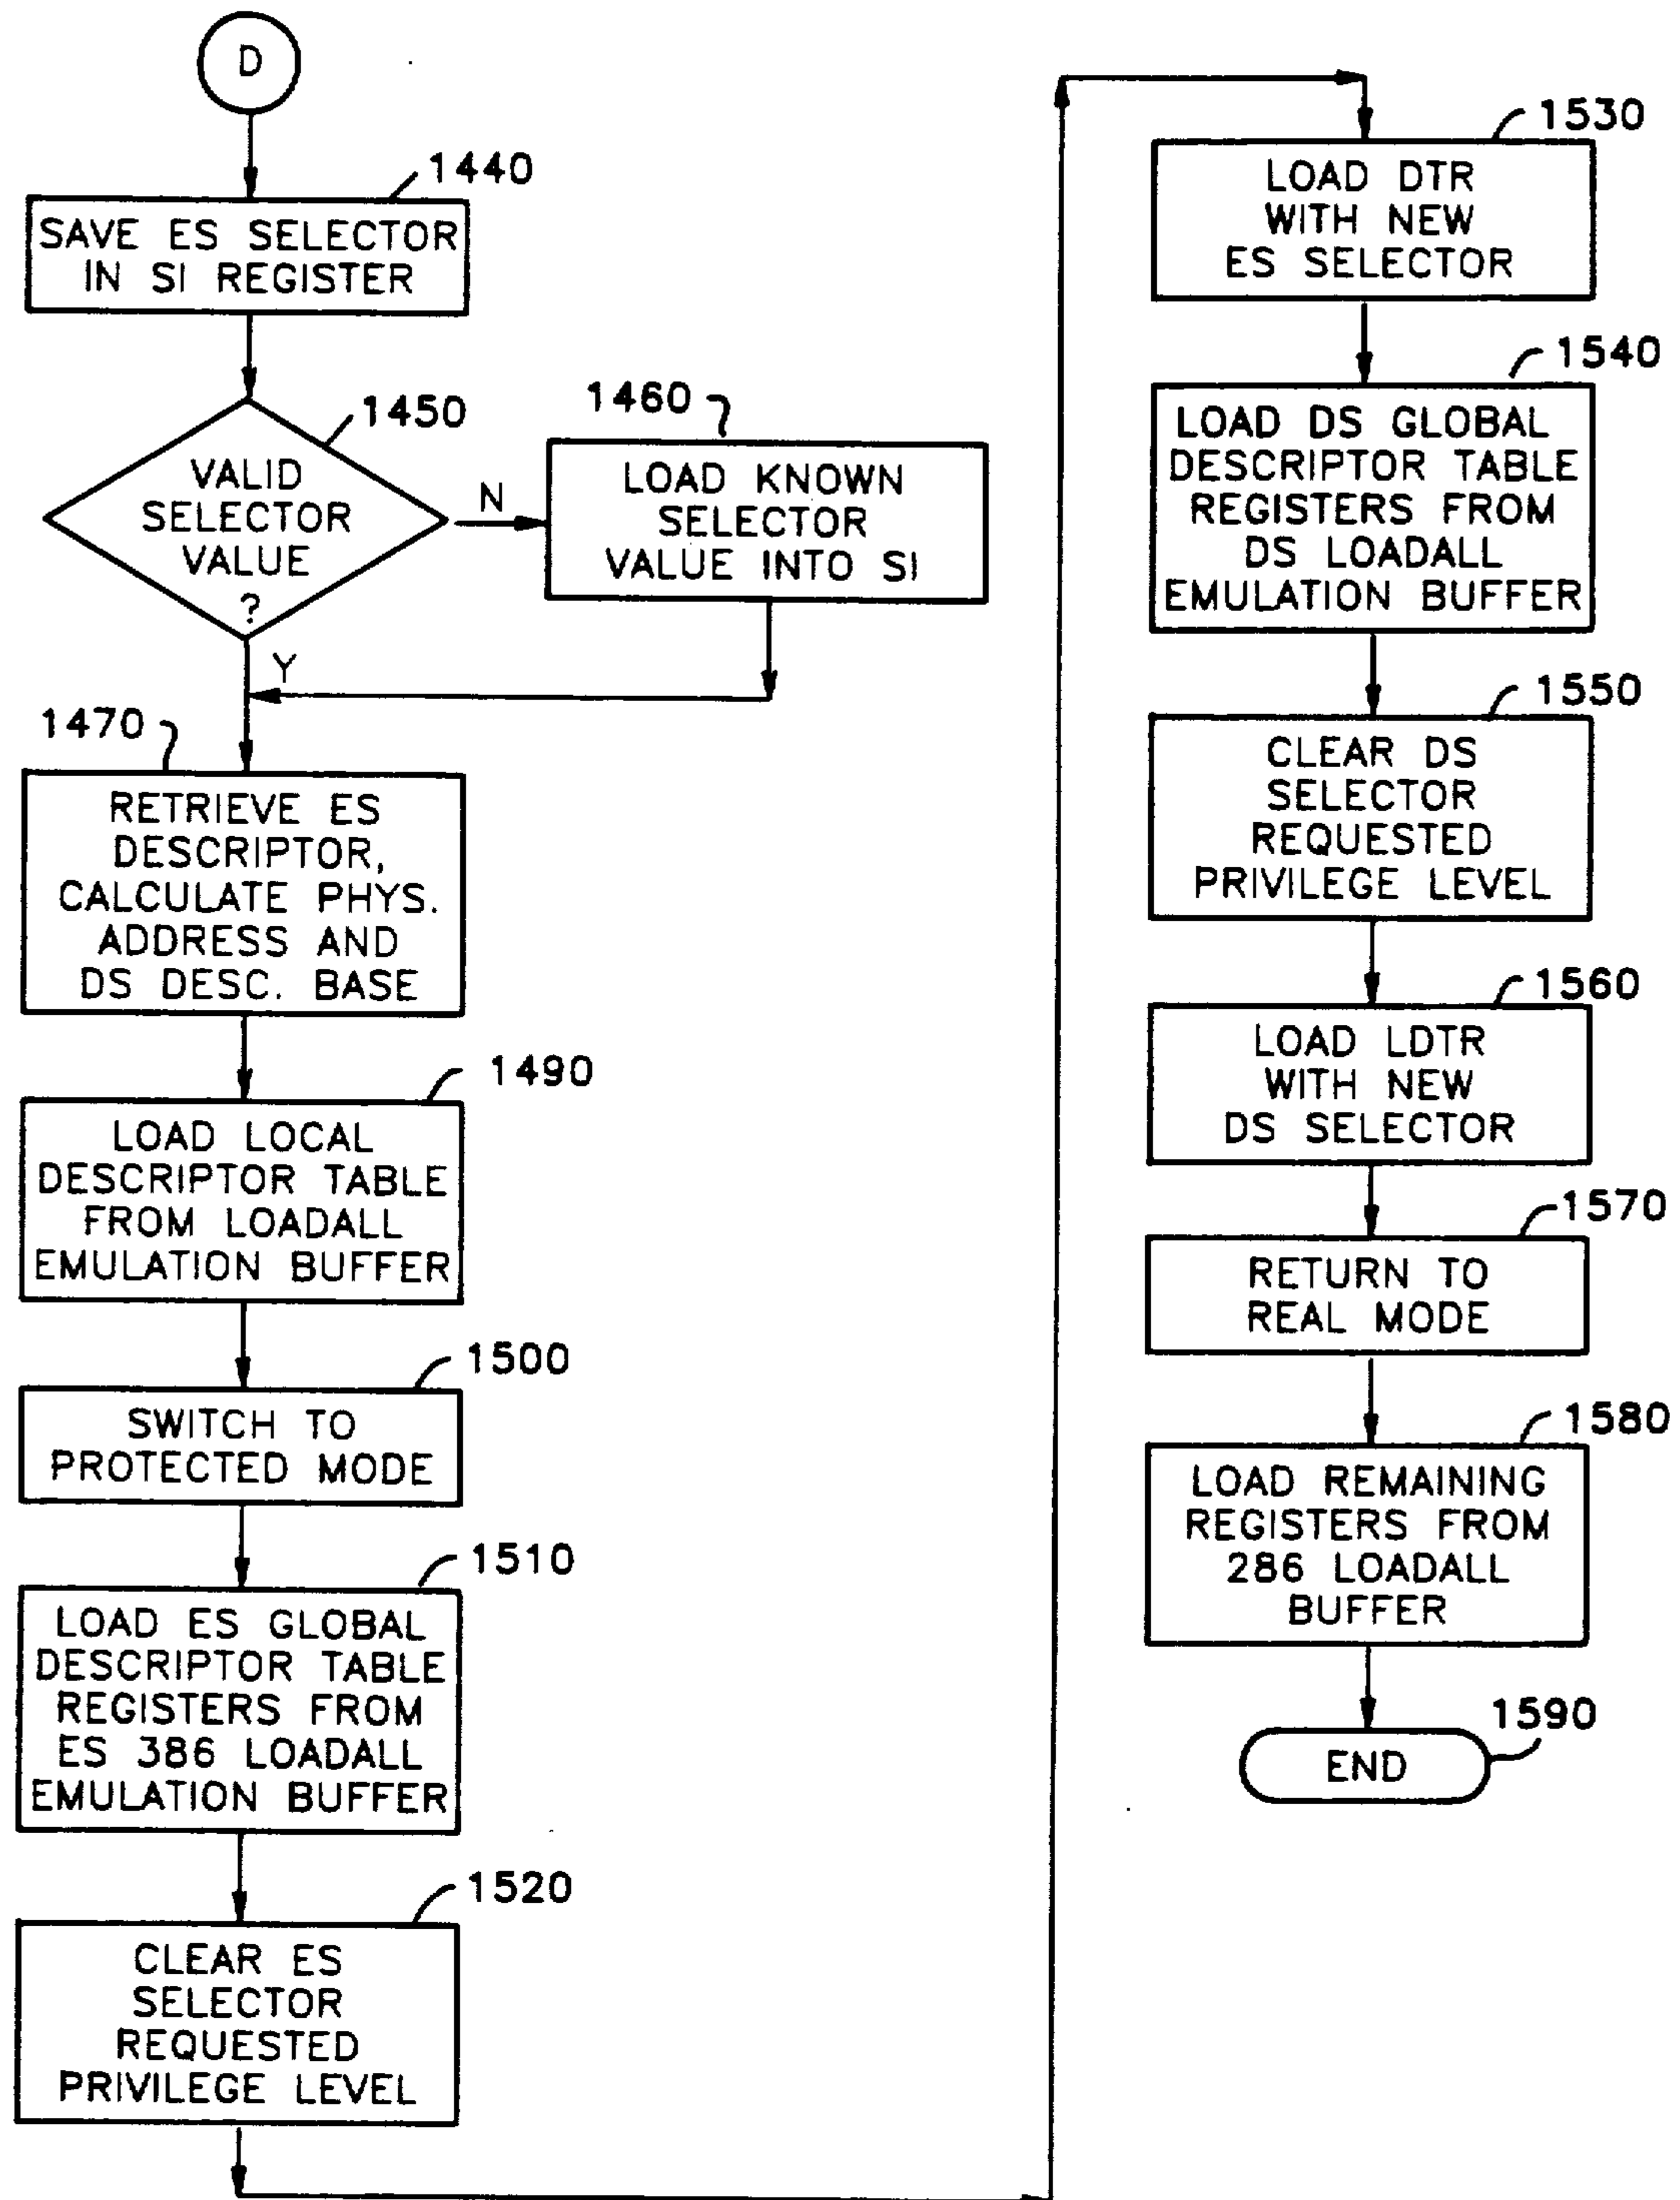 D
1440
SAVE ES SELECTOR
IN SI REGISTER
1450
VALID
SELECTOR
VALUE
?
N
Y
1460
LOAD KNOWN
SELECTOR
VALUE INTO SI
1470
RETRIEVE ES
DESCRIPTOR,
CALCULATE PHYS.
ADDRESS AND
DS DESC. BASE
1490
LOAD LOCAL
DESCRIPTOR TABLE
FROM LOADALL
EMULATION BUFFER
1500
SWITCH TO
PROTECTED MODE
1510
LOAD ES GLOBAL
DESCRIPTOR TABLE
REGISTERS FROM
ES 386 LOADALL
EMULATION BUFFER
1520
CLEAR ES
SELECTOR
REQUESTED
PRIVILEGE LEVEL
1530
LOAD DTR
WITH NEW
ES SELECTOR
1540
LOAD DS GLOBAL
DESCRIPTOR TABLE
REGISTERS FROM
DS LOADALL
EMULATION BUFFER
1550
CLEAR DS
SELECTOR
REQUESTED
PRIVILEGE LEVEL
1560
LOAD LDTR
WITH NEW
DS SELECTOR
1570
RETURN TO
REAL MODE
1580
LOAD REMAINING
REGISTERS FROM
286 LOADALL
BUFFER
1590
END